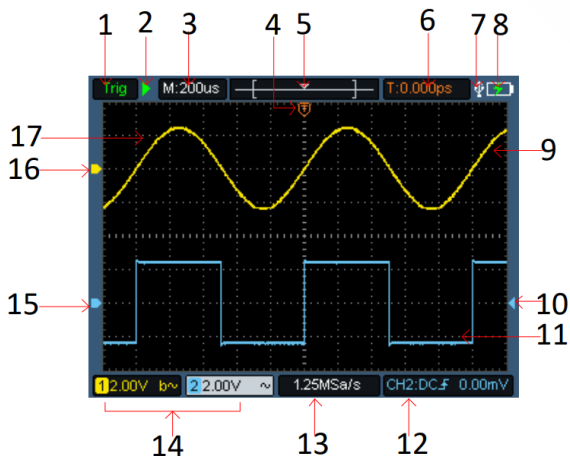 1 2 3 4 5 6 7 8
Trig M:200us T:0.000ps
T
17 9
16
15 10
11
1 2.00V b~ 2 2.00V ~ 1.25MSa/s CH2:DC 0.00mV
14 13 12